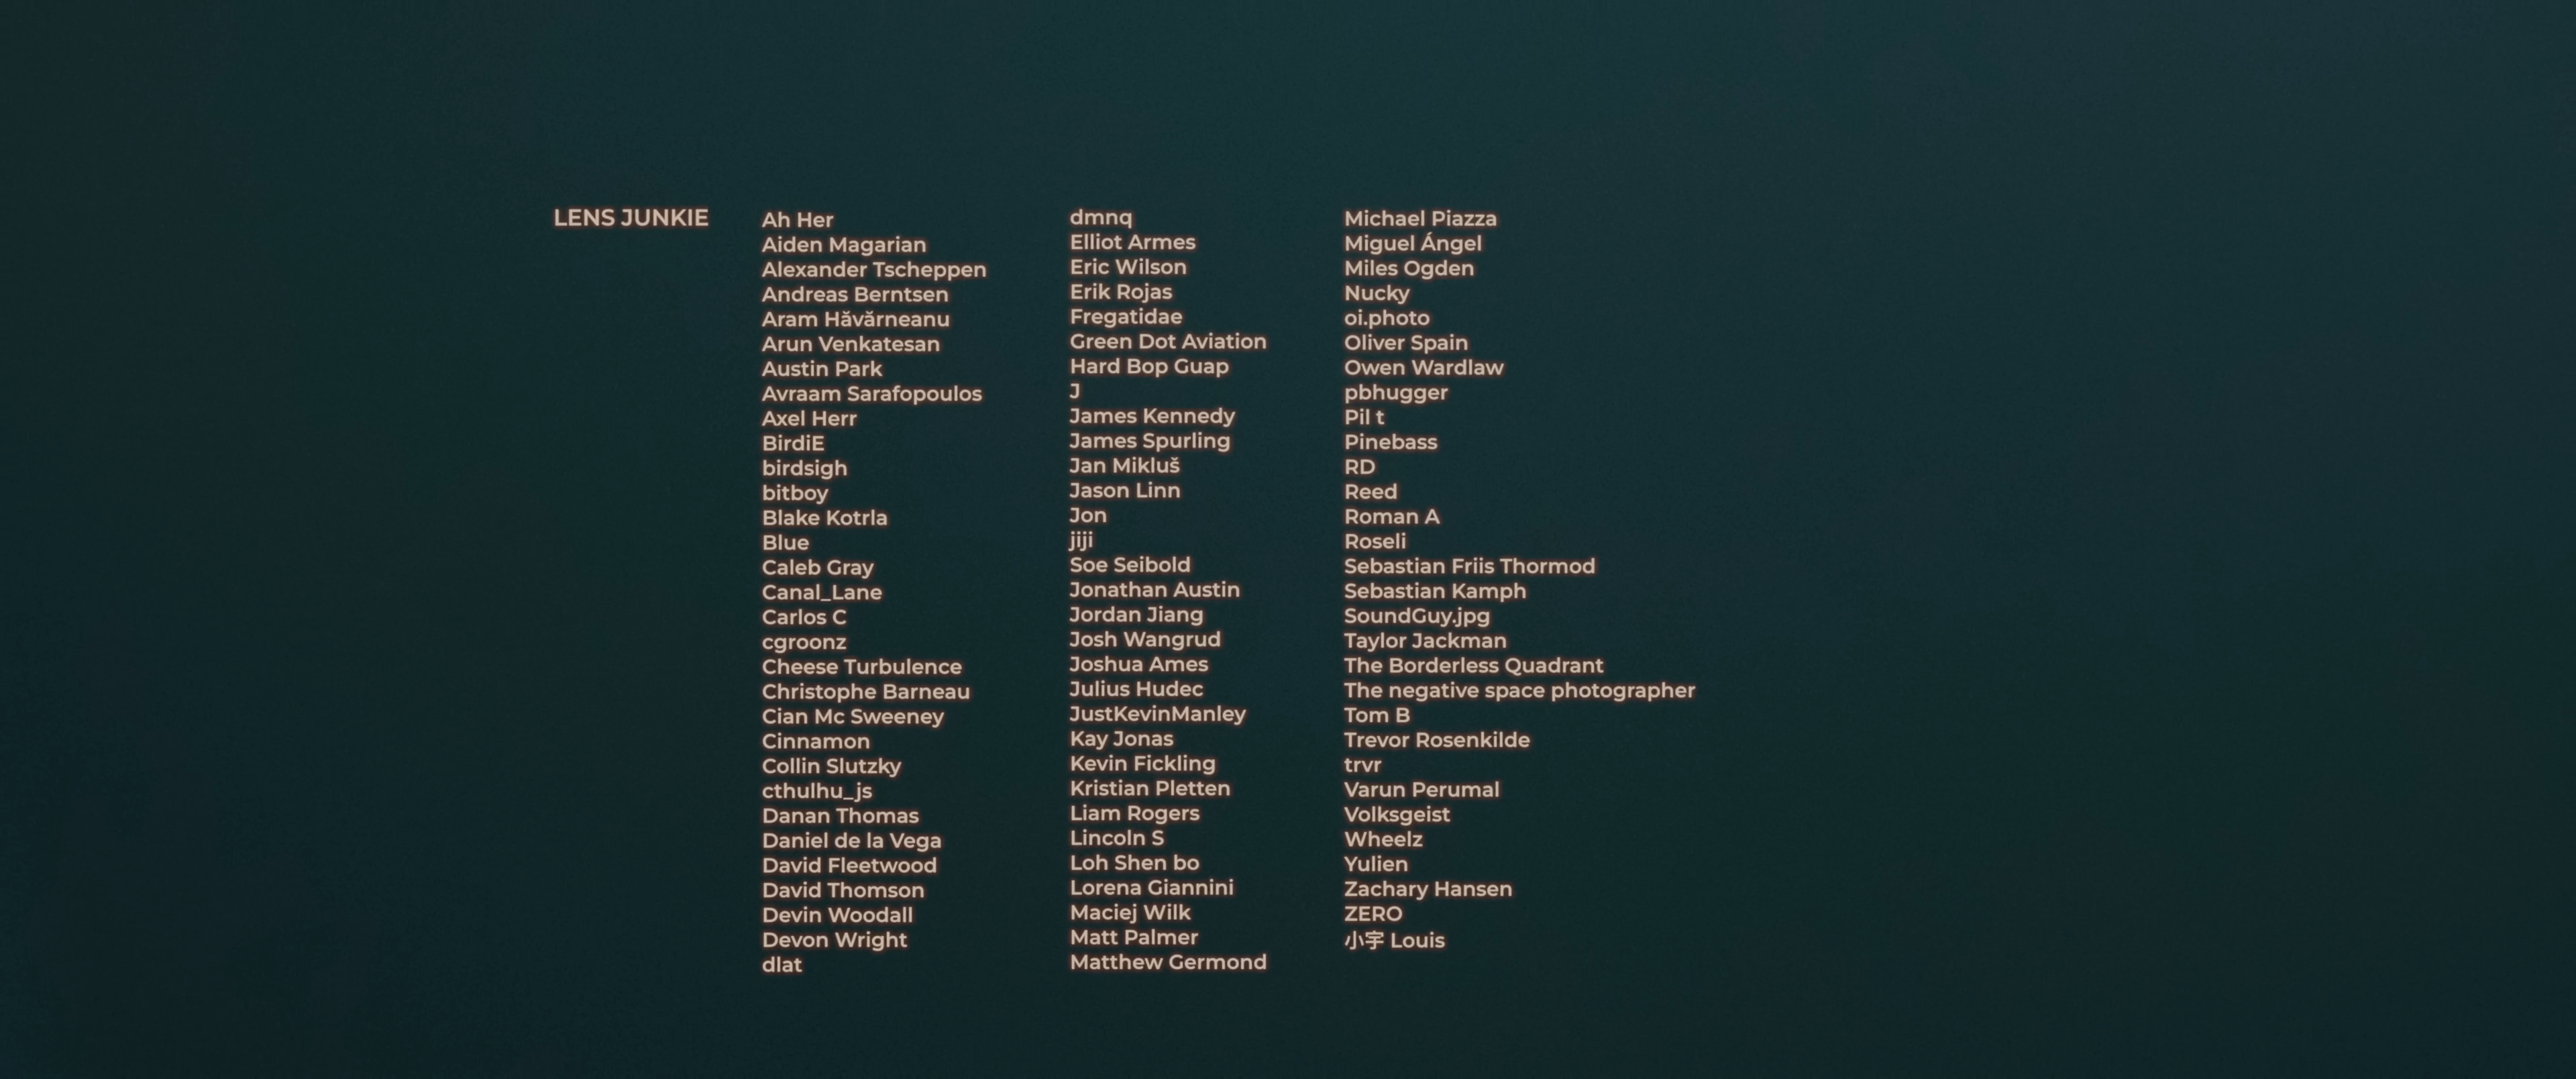 LENS JUNKIE
Ah Her
Aiden Magarian
Alexander Tscheppen
Andreas Berntsen
Aram Hăvărneanu
Arun Venkatesan
Austin Park
Avraam Sarafopoulos
Axel Herr
BirdiE
birdsigh
bitboy
Blake Kotrla
Blue
Caleb Gray
Canal_Lane
Carlos C
cgroonz
Cheese Turbulence
Christophe Barneau
Cian Mc Sweeney
Cinnamon
Collin Slutzky
cthulhu_js
Danan Thomas
Daniel de la Vega
David Fleetwood
David Thomson
Devin Woodall
Devon Wright
dlat
dmnq
Elliot Armes
Eric Wilson
Erik Rojas
Fregatidae
Green Dot Aviation
Hard Bop Guap
J
James Kennedy
James Spurling
Jan Mikluš
Jason Linn
Jon
jiji
Soe Seibold
Jonathan Austin
Jordan Jiang
Josh Wangrud
Joshua Ames
Julius Hudec
JustKevinManley
Kay Jonas
Kevin Fickling
Kristian Pletten
Liam Rogers
Lincoln S
Loh Shen bo
Lorena Giannini
Maciej Wilk
Matt Palmer
Matthew Germond
Michael Piazza
Miguel Ángel
Miles Ogden
Nucky
oi.photo
Oliver Spain
Owen Wardlaw
pbhugger
Pil t
Pinebass
RD
Reed
Roman A
Roseli
Sebastian Friis Thormod
Sebastian Kamph
SoundGuy.jpg
Taylor Jackman
The Borderless Quadrant
The negative space photographer
Tom B
Trevor Rosenkilde
trvr
Varun Perumal
Volksgeist
Wheelz
Yulien
Zachary Hansen
ZERO
小宇 Louis